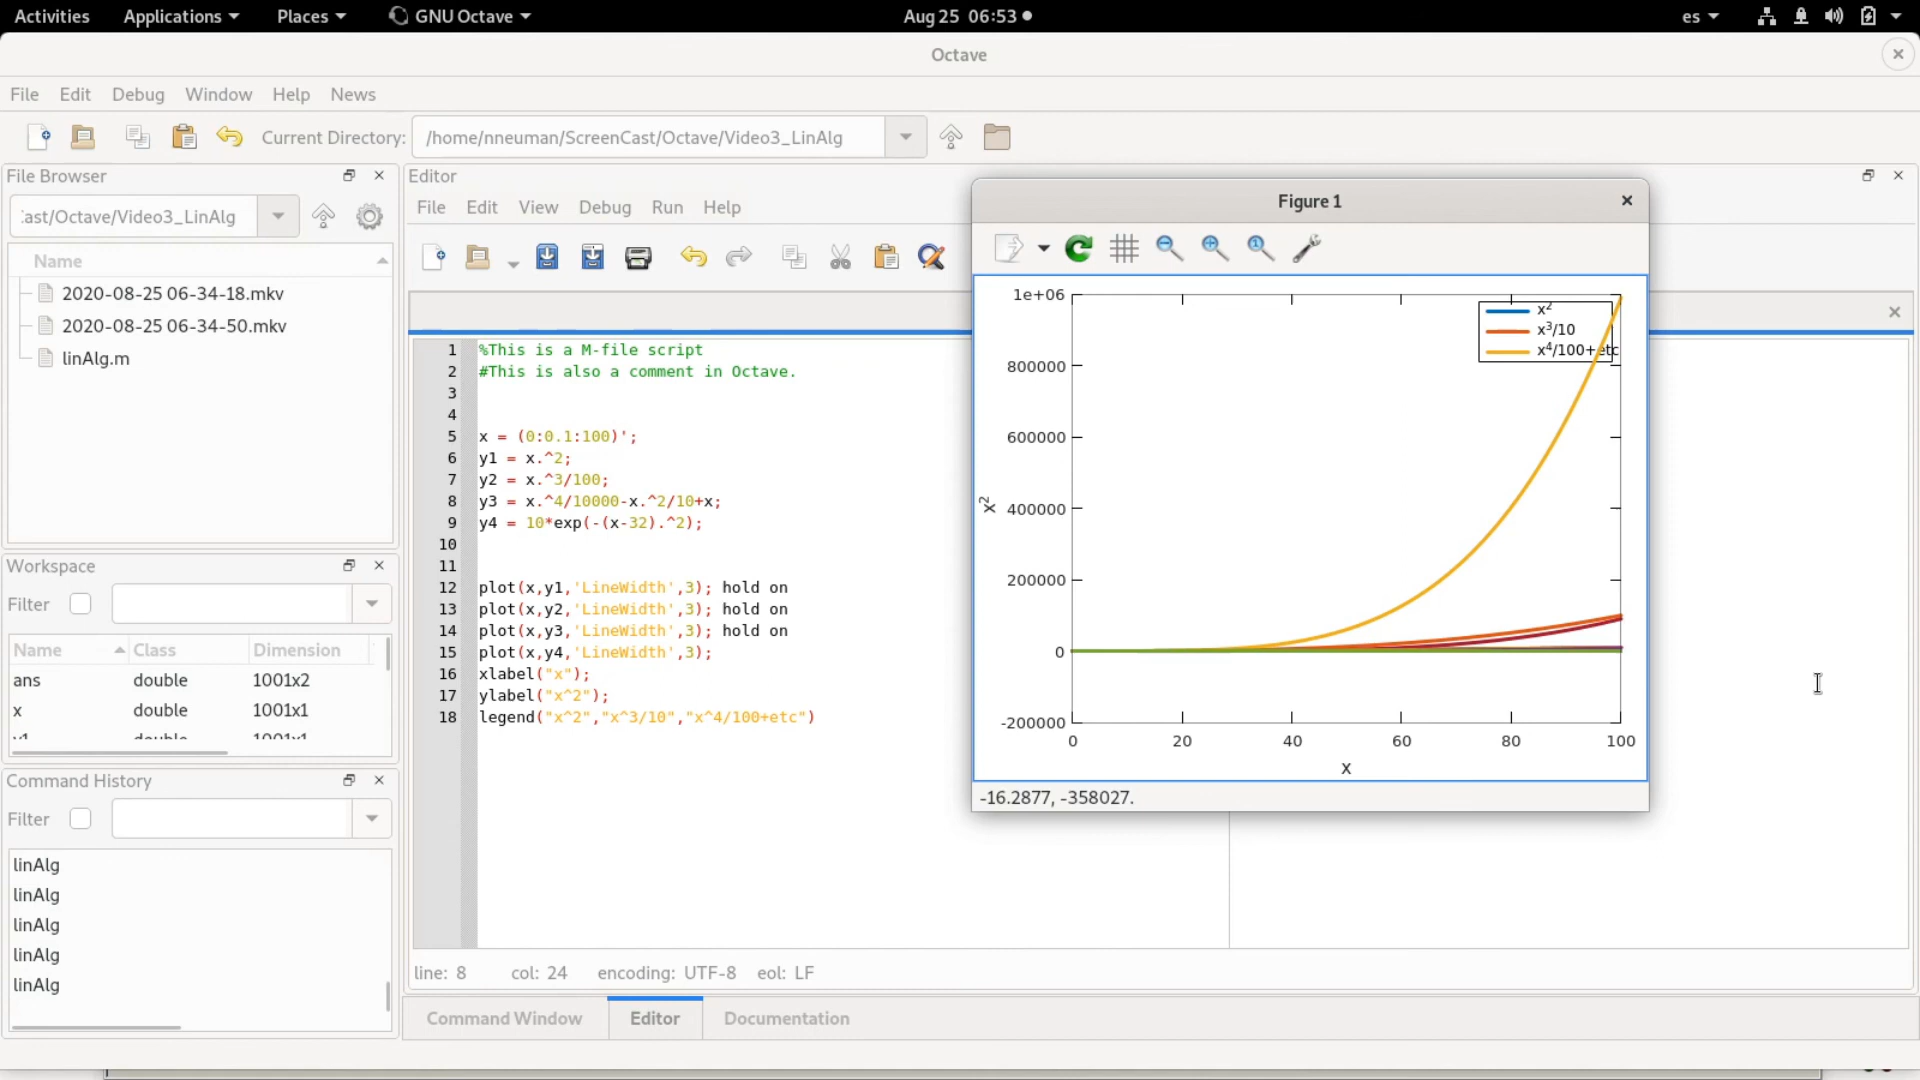 Activities Applications Places GNU Octave Aug 25 06:53 es
Octave
File Edit Debug Window Help News
Current Directory: /home/nneuman/ScreenCast/Octave/Video3_LinAlg
File Browser
:ast/Octave/Video3_LinAlg
Name
2020-08-25 06-34-18.mkv
2020-08-25 06-34-50.mkv
linAlg.m
Workspace
Filter
Name Class Dimension
ans double 1001x2
x double 1001x1
y1 double 1001x1
Command History
Filter
linAlg
linAlg
linAlg
linAlg
linAlg
Editor
File Edit View Debug Run Help
1 %This is a M-file script
2 #This is also a comment in Octave.
3
4
5 x = (0:0.1:100)';
6 y1 = x.^2;
7 y2 = x.^3/100;
8 y3 = x.^4/10000-x.^2/10+x;
9 y4 = 10*exp(-(x-32).^2);
10
11
12 plot(x,y1,'LineWidth',3); hold on
13 plot(x,y2,'LineWidth',3); hold on
14 plot(x,y3,'LineWidth',3); hold on
15 plot(x,y4,'LineWidth',3);
16 xlabel("x");
17 ylabel("x^2");
18 legend("x^2","x^3/10","x^4/100+etc")
line: 8 col: 24 encoding: UTF-8 eol: LF
Command Window Editor Documentation
Figure 1
1e+06
800000
600000
400000
200000
0
-200000
x²
x²
x³/10
x⁴/100+etc
0 20 40 60 80 100
x
-16.2877, -358027.